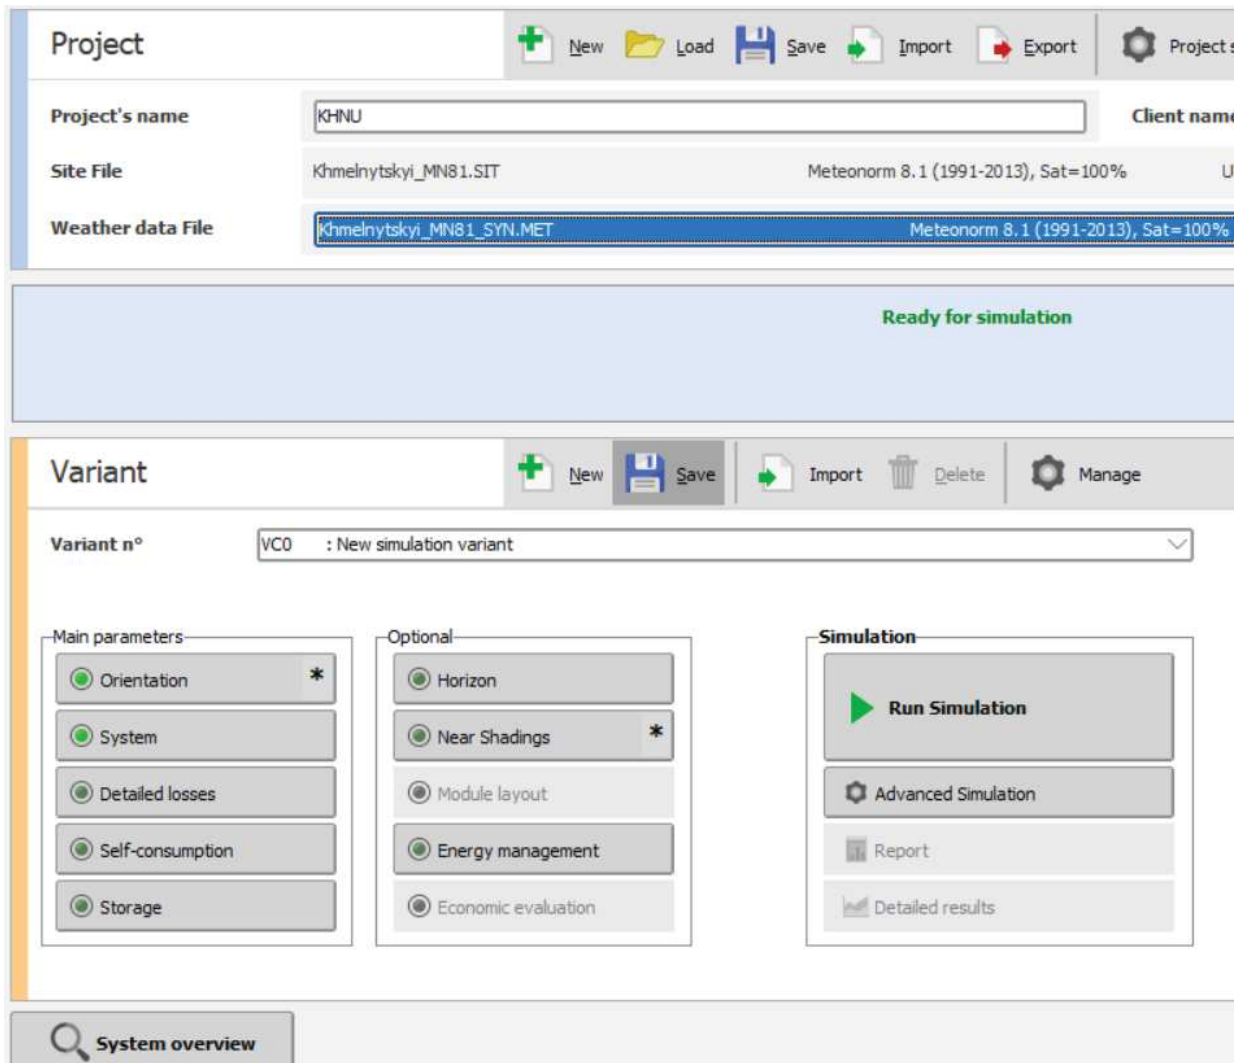 Project New Load Save Import Export Project s
Project's name KHNU Client name
Site File Khmelnytskyi_MN81.SIT Meteonorm 8.1 (1991-2013), Sat=100% U
Weather data File Khmelnytskyi_MN81_SYN.MET Meteonorm 8.1 (1991-2013), Sat=100%
Ready for simulation
Variant New Save Import Delete Manage
Variant n° VC0 : New simulation variant
Main parameters Optional Simulation
Orientation * Horizon
Run Simulation
System Near Shadings *
Detailed losses Module layout Advanced Simulation
Self-consumption Energy management Report
Storage Economic evaluation Detailed results
System overview